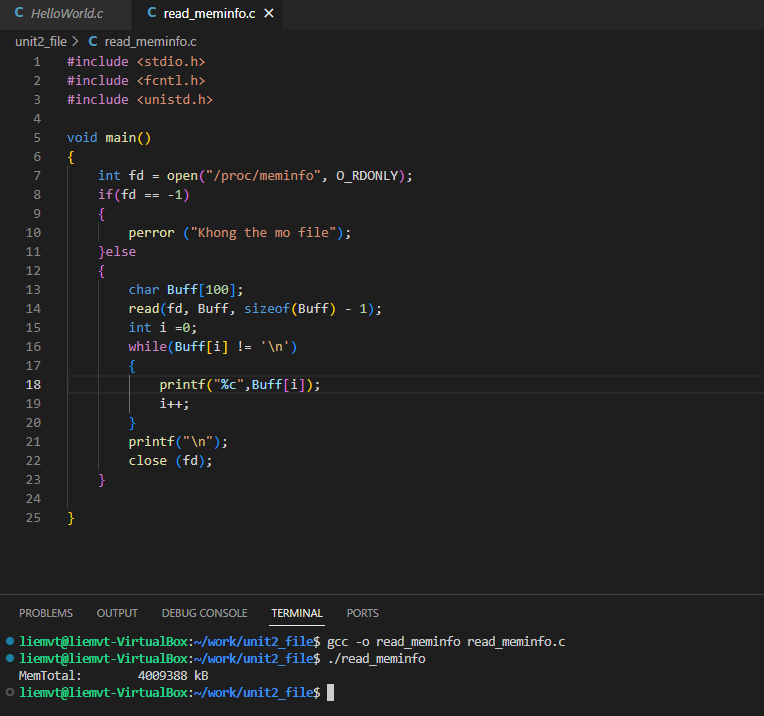 C HelloWorld.c C read_meminfo.c ×
unit2_file > C read_meminfo.c
1 #include <stdio.h>
2 #include <fcntl.h>
3 #include <unistd.h>
4
5 void main()
6 {
7 int fd = open("/proc/meminfo", O_RDONLY);
8 if(fd == -1)
9 {
10 perror ("Khong the mo file");
11 }else
12 {
13 char Buff[100];
14 read(fd, Buff, sizeof(Buff) - 1);
15 int i =0;
16 while(Buff[i] != '\n')
17 {
18 printf("%c",Buff[i]);
19 i++;
20 }
21 printf("\n");
22 close (fd);
23 }
24
25 }
PROBLEMS OUTPUT DEBUG CONSOLE TERMINAL PORTS
liemvt@liemvt-VirtualBox:~/work/unit2_file$ gcc -o read_meminfo read_meminfo.c
liemvt@liemvt-VirtualBox:~/work/unit2_file$ ./read_meminfo
MemTotal: 4009388 kB
liemvt@liemvt-VirtualBox:~/work/unit2_file$